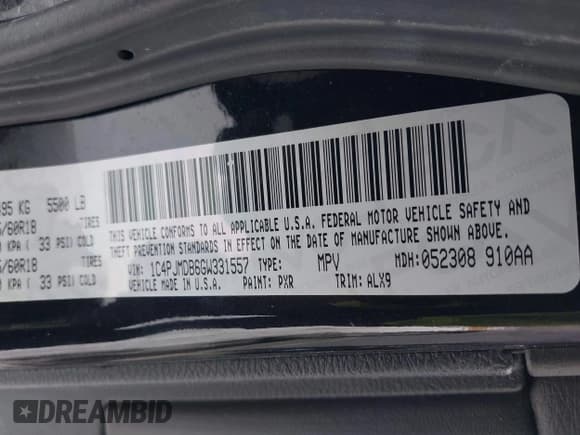 95 KG 5500 LB
/60R18 TIRES
KPA ( 33 PSI) COLD
/60R18 TIRES
KPA ( 33 PSI) COLD
THIS VEHICLE CONFORMS TO ALL APPLICABLE U.S.A. FEDERAL MOTOR VEHICLE SAFETY AND
THEFT PREVENTION STANDARDS IN EFFECT ON THE DATE OF MANUFACTURE SHOWN ABOVE.
VIN: 1C4PJMDB6GW331557 TYPE: MPV MDH: 052308 910AA
VEHICLE MADE IN U.S.A. PAINT: PXR TRIM: ALX9
DREAMBID